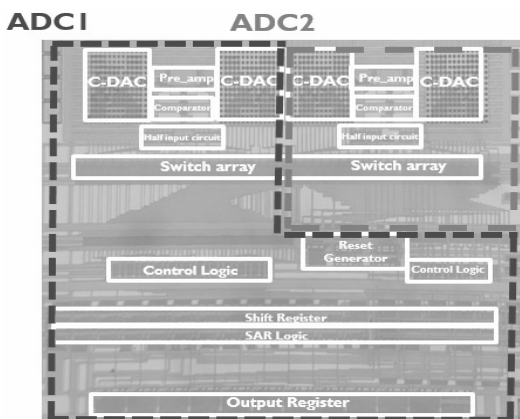 ADC1 ADC2
C-DAC Pre_amp C-DAC C-DAC Pre_amp C-DAC
Comparator Comparator
Half input circuit Half input circuit
Switch array Switch array
Reset
Generator
Control Logic Control Logic
Shift Register
SAR Logic
Output Register